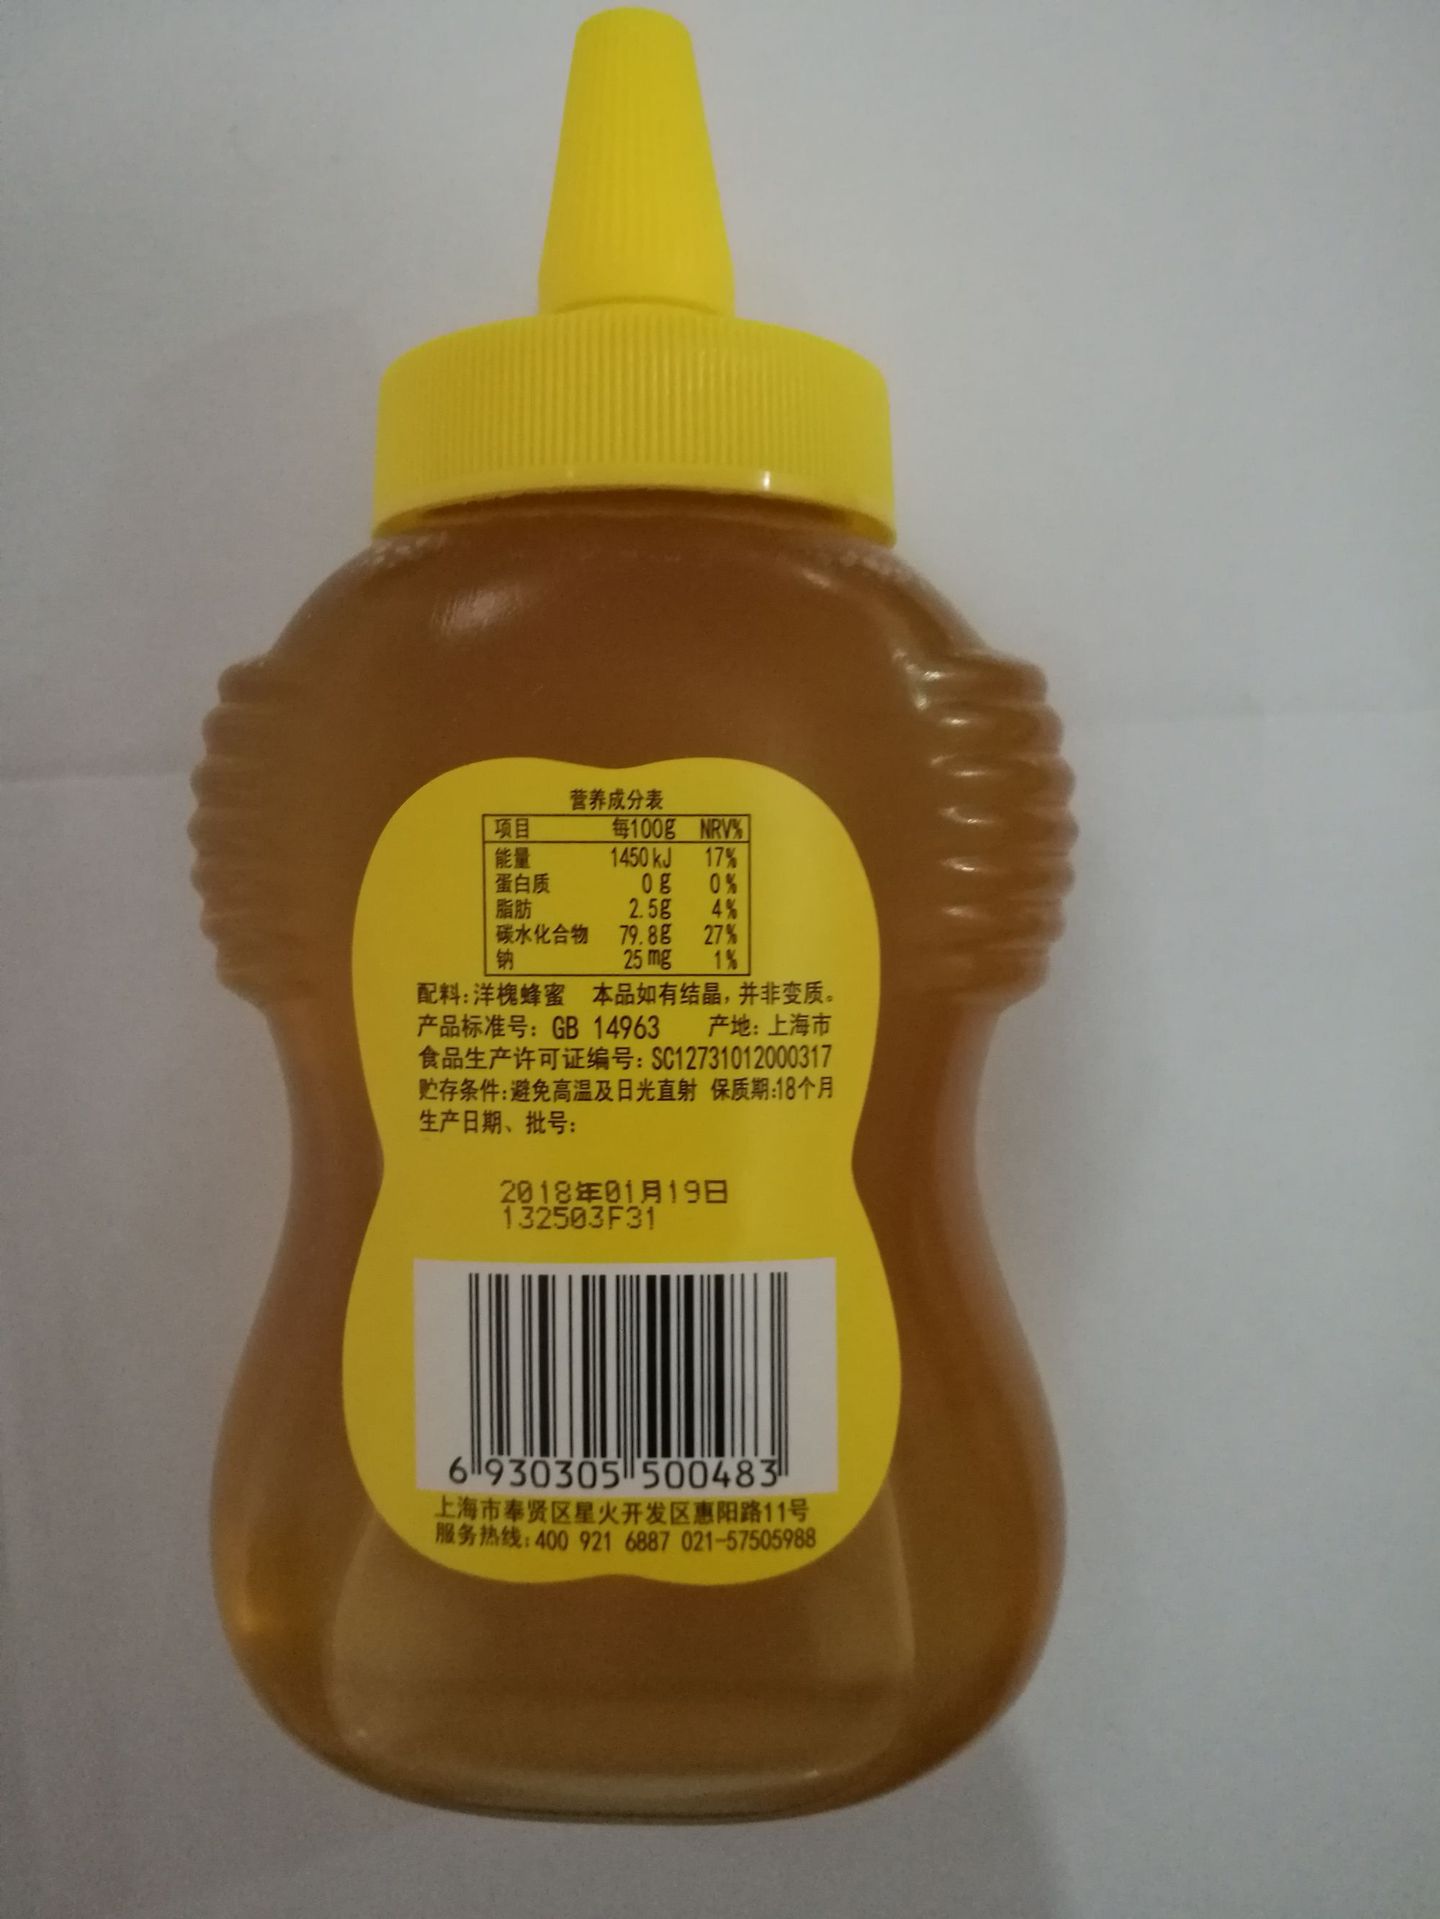 营养成分表
项目 每100g NRV%
能量 1450kJ 17%
蛋白质 0g 0%
脂肪 2.5g 4%
碳水化合物 79.8g 27%
钠 25mg 1%
配料:洋槐蜂蜜 本品如有结晶,并非变质。
产品标准号: GB 14963 产地: 上海市
食品生产许可证编号: SC12731012000317
贮存条件:避免高温及日光直射 保质期:18个月
生产日期、批号:
2018年01月19日
132503F31
6 930305 500483
上海市奉贤区星火开发区惠阳路11号
服务热线: 400 921 6887 021-57505988